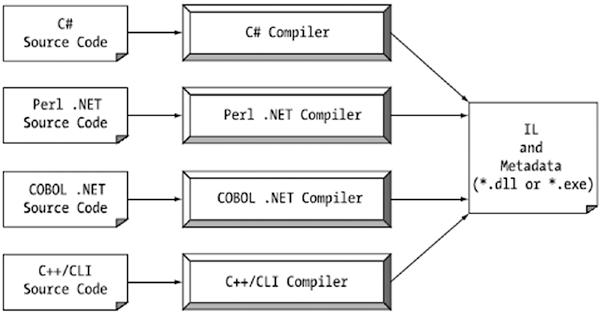 C#
Source Code
C# Compiler
Perl .NET
Source Code
Perl .NET Compiler
IL
and
Metadata
(*.dll or *.exe)
COBOL .NET
Source Code
COBOL .NET Compiler
C++/CLI
Source Code
C++/CLI Compiler